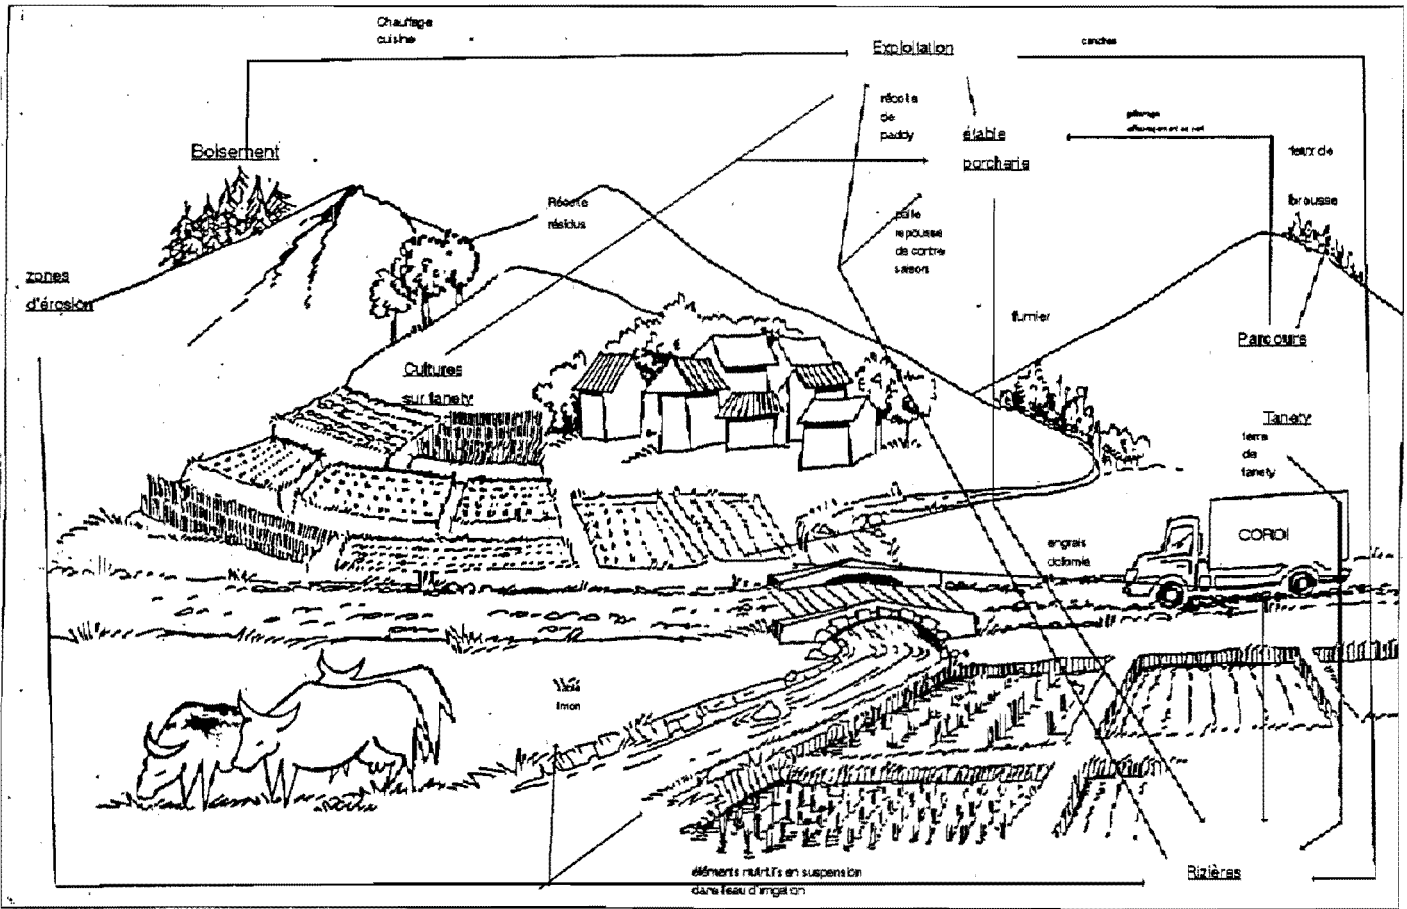 Chauffage
cuisine
Exploitation
cendres
récolte
de
paddy
étable
porcherie
Boisement
feux de
brousse
Récolte
résidus
paille
repousse
de contre
saison
zones
d'érosion
fumier
Parcours
Cultures
sur tanety
Tanety
terre
de
tanety
COROI
engrais
dolomie
limon
éléments nutritifs en suspension
dans l'eau d'irrigation
Rizières